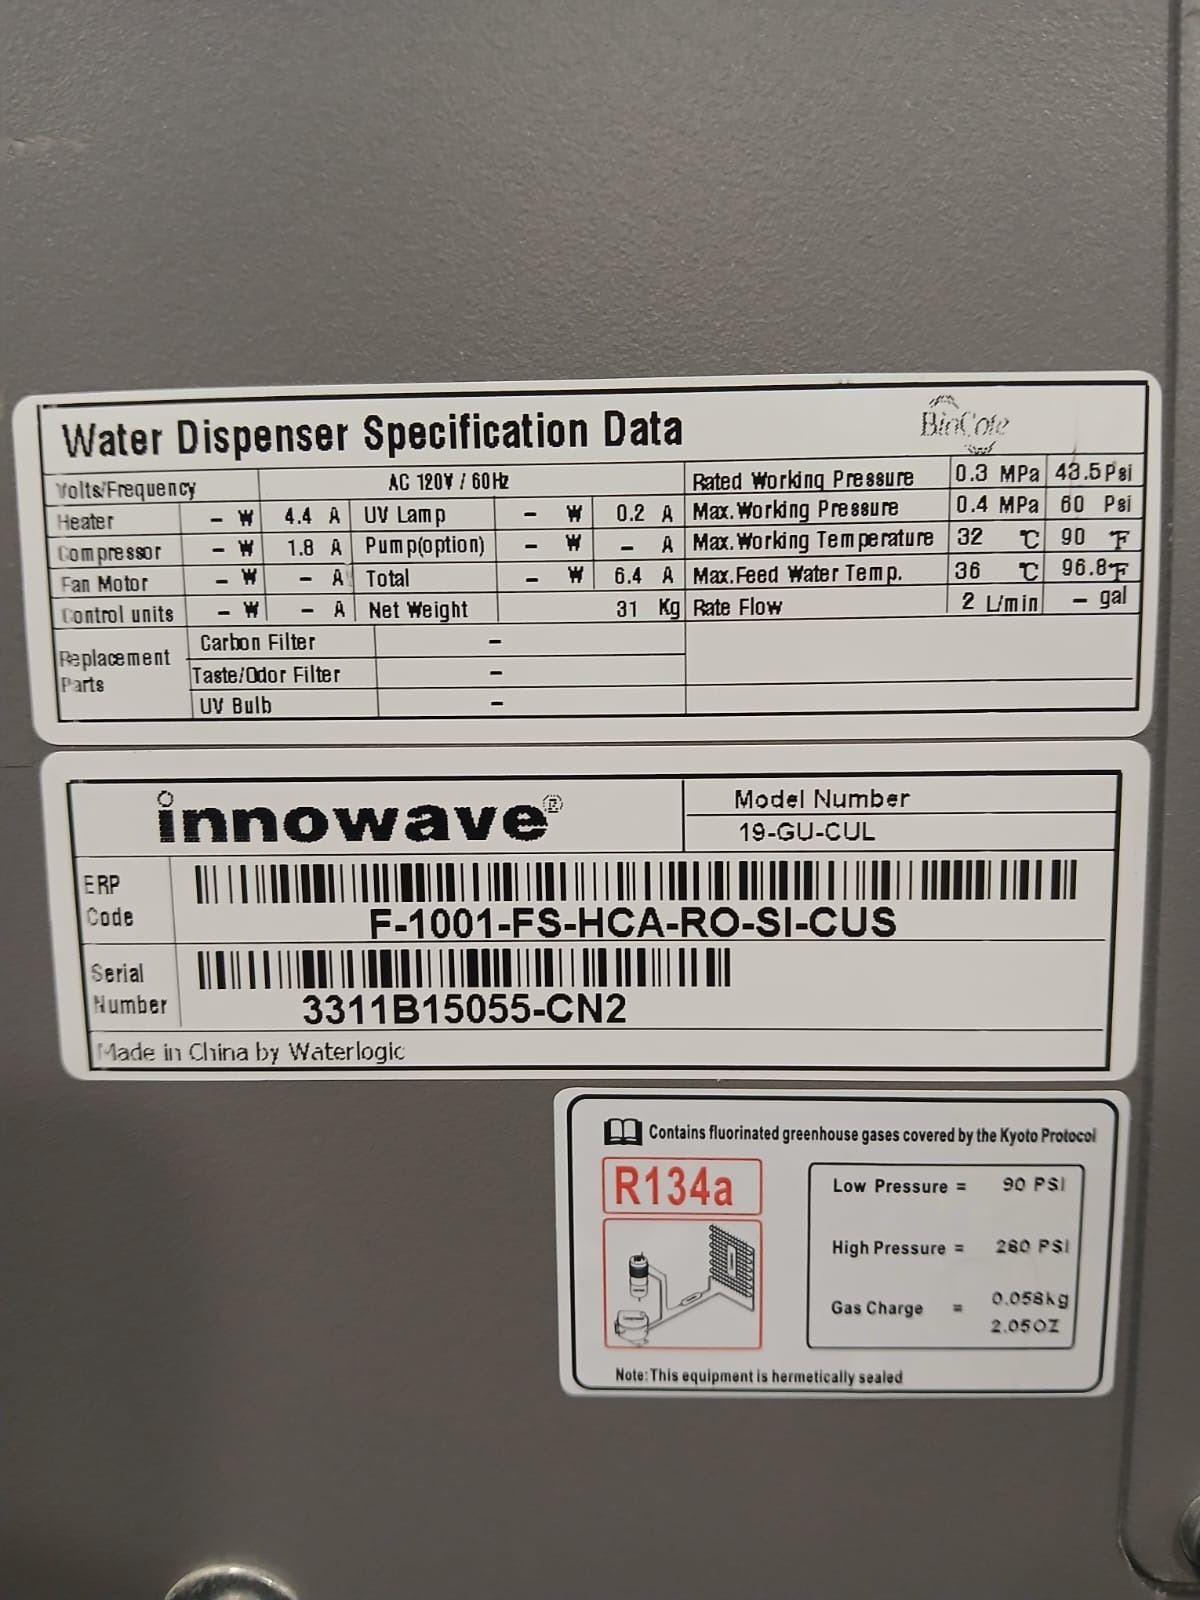 Water Dispenser Specification Data
BioCote
Volts/Frequency AC 120V / 60Hz Rated Working Pressure 0.3 MPa 43.5 Psi
Heater - W 4.4 A UV Lamp - W 0.2 A Max. Working Pressure 0.4 MPa 60 Psi
Compressor - W 1.8 A Pump(option) - W - A Max. Working Temperature 32 ℃ 90 ℉
Fan Motor - W - A Total - W 6.4 A Max. Feed Water Temp. 36 ℃ 96.8 ℉
Control units - W - A Net Weight 31 Kg Rate Flow 2 L/min - gal
Replacement Parts
Carbon Filter -
Taste/Odor Filter -
UV Bulb -
innowave®
Model Number
19-GU-CUL
ERP Code
F-1001-FS-HCA-RO-SI-CUS
Serial Number
3311B15055-CN2
Made in China by Waterlogic
Contains fluorinated greenhouse gases covered by the Kyoto Protocol
R134a
Low Pressure = 90 PSI
High Pressure = 260 PSI
Gas Charge = 0.058kg
2.05OZ
Note: This equipment is hermetically sealed